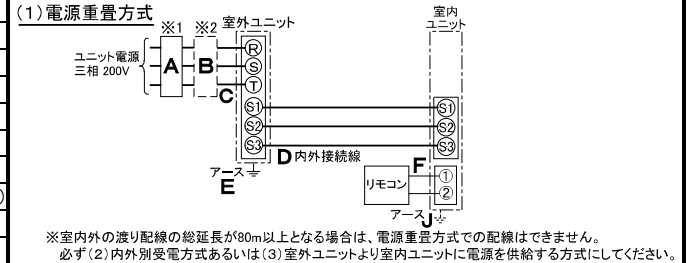 (1)電源重畳方式
※1 ※2 室外ユニット
室内
ユニット
ユニット電源
三相 200V
A B C
R
S
T
S1 S1
S2 S2
S3 S3
D 内外接続線
アース
E
F
リモコン
①
②
アース J
※室内外の渡り配線の総延長が80m以上となる場合は、電源重畳方式での配線はできません。
必ず(2)内外別受電方式あるいは(3)室外ユニットより室内ユニットに電源を供給する方式にしてください。